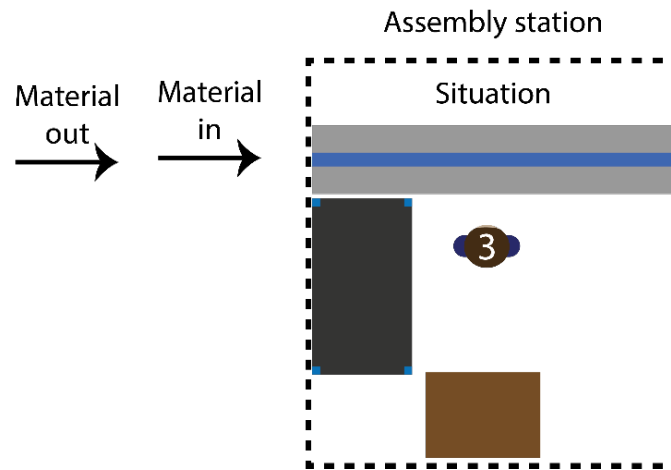 Assembly station
Material
out
Material
in
Situation
3